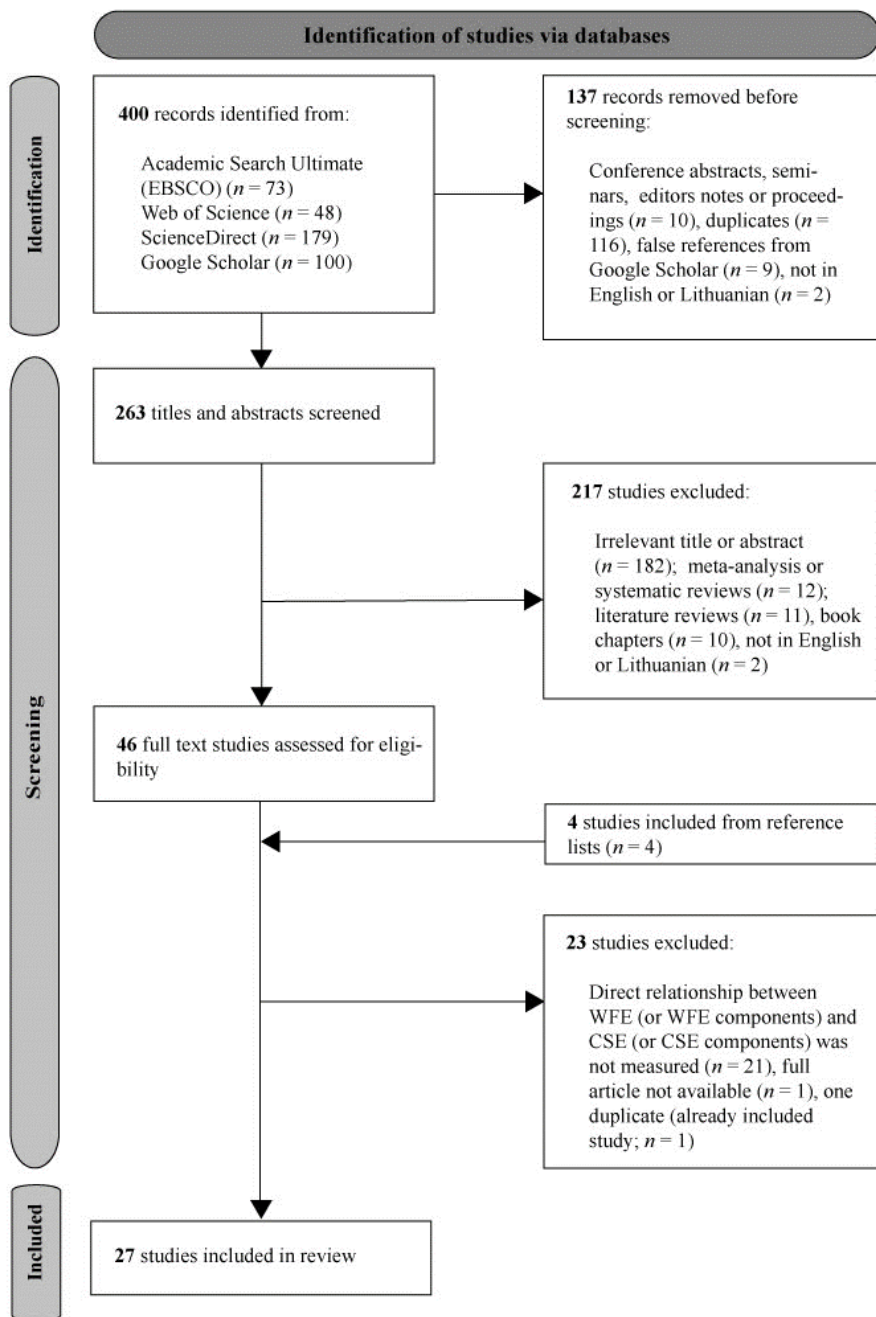 Identification of studies via databases
Identification
400 records identified from:
Academic Search Ultimate
(EBSCO) (n = 73)
Web of Science (n = 48)
ScienceDirect (n = 179)
Google Scholar (n = 100)
137 records removed before
screening:
Conference abstracts, semi-
nars, editors notes or proceed-
ings (n = 10), duplicates (n =
116), false references from
Google Scholar (n = 9), not in
English or Lithuanian (n = 2)
Screening
263 titles and abstracts screened
217 studies excluded:
Irrelevant title or abstract
(n = 182); meta-analysis or
systematic reviews (n = 12);
literature reviews (n = 11), book
chapters (n = 10), not in English
or Lithuanian (n = 2)
46 full text studies assessed for eligi-
bility
4 studies included from reference
lists (n = 4)
23 studies excluded:
Direct relationship between
WFE (or WFE components) and
CSE (or CSE components) was
not measured (n = 21), full
article not available (n = 1), one
duplicate (already included
study; n = 1)
Included
27 studies included in review